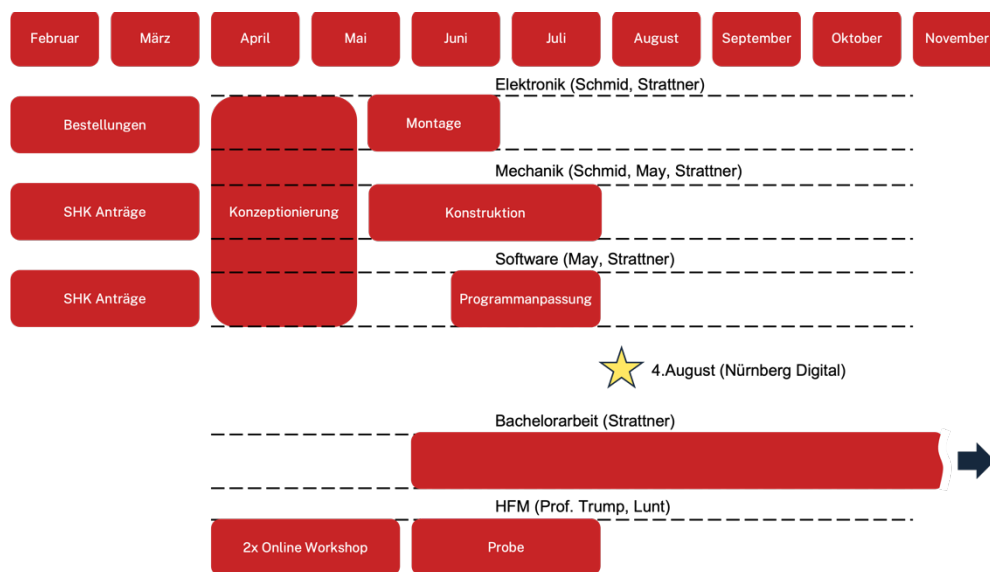 Februar
März
April
Mai
Juni
Juli
August
September
Oktober
November
Elektronik (Schmid, Strattner)
Bestellungen
Montage
Mechanik (Schmid, May, Strattner)
SHK Anträge
Konzeptionierung
Konstruktion
Software (May, Strattner)
SHK Anträge
Programmanpassung
4.August (Nürnberg Digital)
Bachelorarbeit (Strattner)
HFM (Prof. Trump, Lunt)
2x Online Workshop
Probe